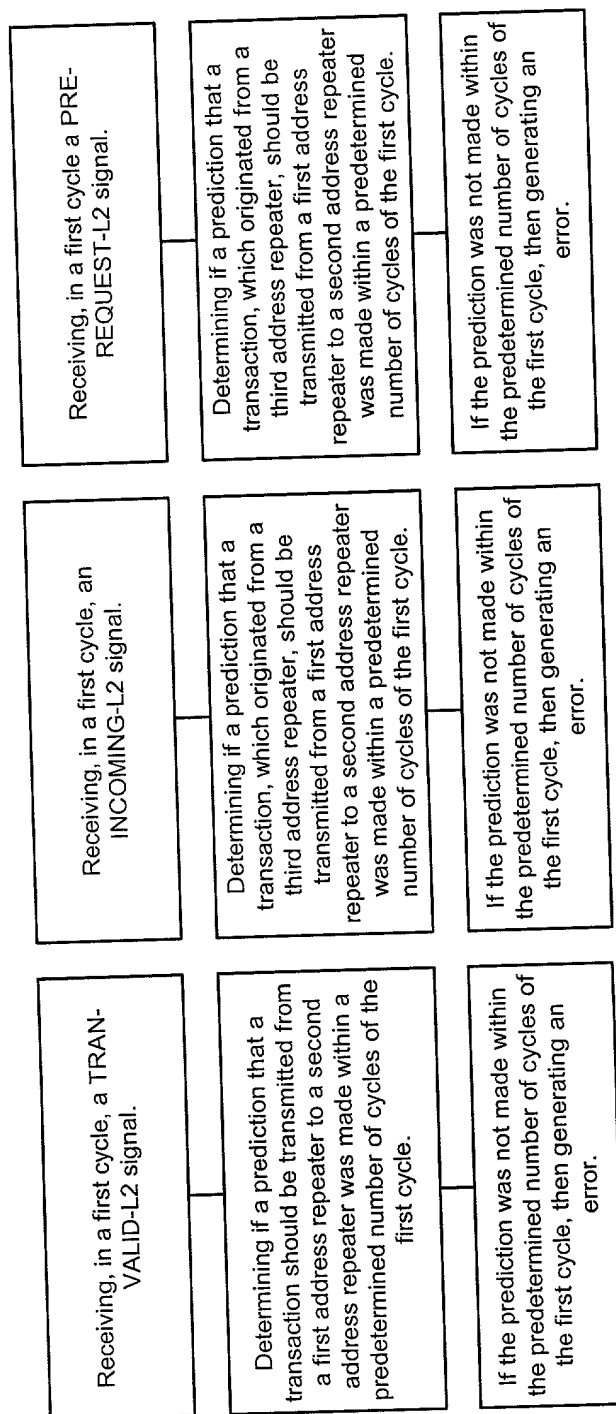 Receiving, in a first cycle, a TRAN-
VALID-L2 signal.
Determining if a prediction that a
transaction should be transmitted from
a first address repeater to a second
address repeater was made within a
predetermined number of cycles of the
first cycle.
If the prediction was not made within
the predetermined number of cycles of
the first cycle, then generating an
error.
Receiving, in a first cycle, an
INCOMING-L2 signal.
Determining if a prediction that a
transaction, which originated from a
third address repeater, should be
transmitted from a first address
repeater to a second address repeater
was made within a predetermined
number of cycles of the first cycle.
If the prediction was not made within
the predetermined number of cycles of
the first cycle, then generating an
error.
Receiving, in a first cycle a PRE-
REQUEST-L2 signal.
Determining if a prediction that a
transaction, which originated from a
third address repeater, should be
transmitted from a first address
repeater to a second address repeater
was made within a predetermined
number of cycles of the first cycle.
If the prediction was not made within
the predetermined number of cycles of
the first cycle, then generating an
error.